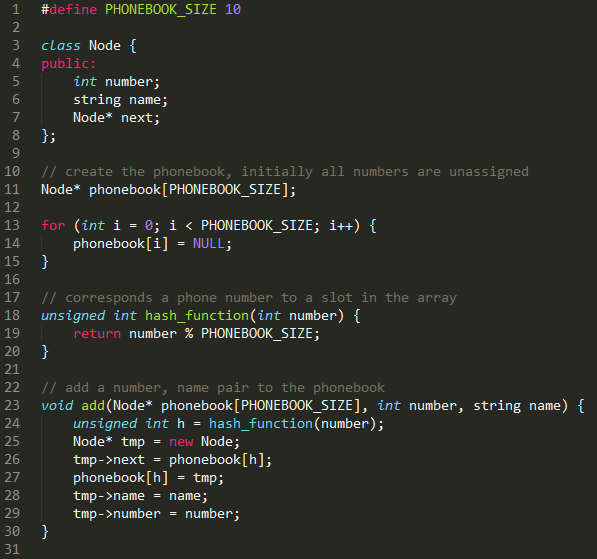 1 #define PHONEBOOK_SIZE 10
2
3 class Node {
4 public:
5     int number;
6     string name;
7     Node* next;
8 };
9
10 // create the phonebook, initially all numbers are unassigned
11 Node* phonebook[PHONEBOOK_SIZE];
12
13 for (int i = 0; i < PHONEBOOK_SIZE; i++) {
14     phonebook[i] = NULL;
15 }
16
17 // corresponds a phone number to a slot in the array
18 unsigned int hash_function(int number) {
19     return number % PHONEBOOK_SIZE;
20 }
21
22 // add a number, name pair to the phonebook
23 void add(Node* phonebook[PHONEBOOK_SIZE], int number, string name) {
24     unsigned int h = hash_function(number);
25     Node* tmp = new Node;
26     tmp->next = phonebook[h];
27     phonebook[h] = tmp;
28     tmp->name = name;
29     tmp->number = number;
30 }
31